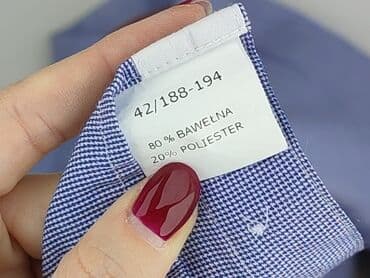 42/188-194
80 % BAWEŁNA
20% POLIESTER